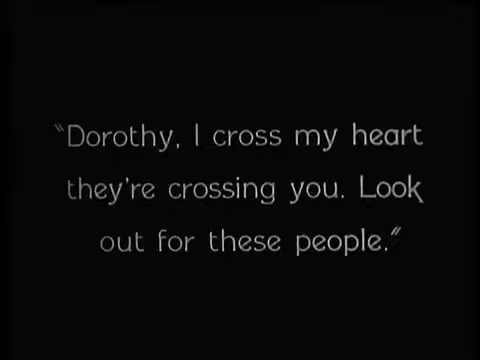 "Dorothy, I cross my heart
they're crossing you. Look
out for these people."